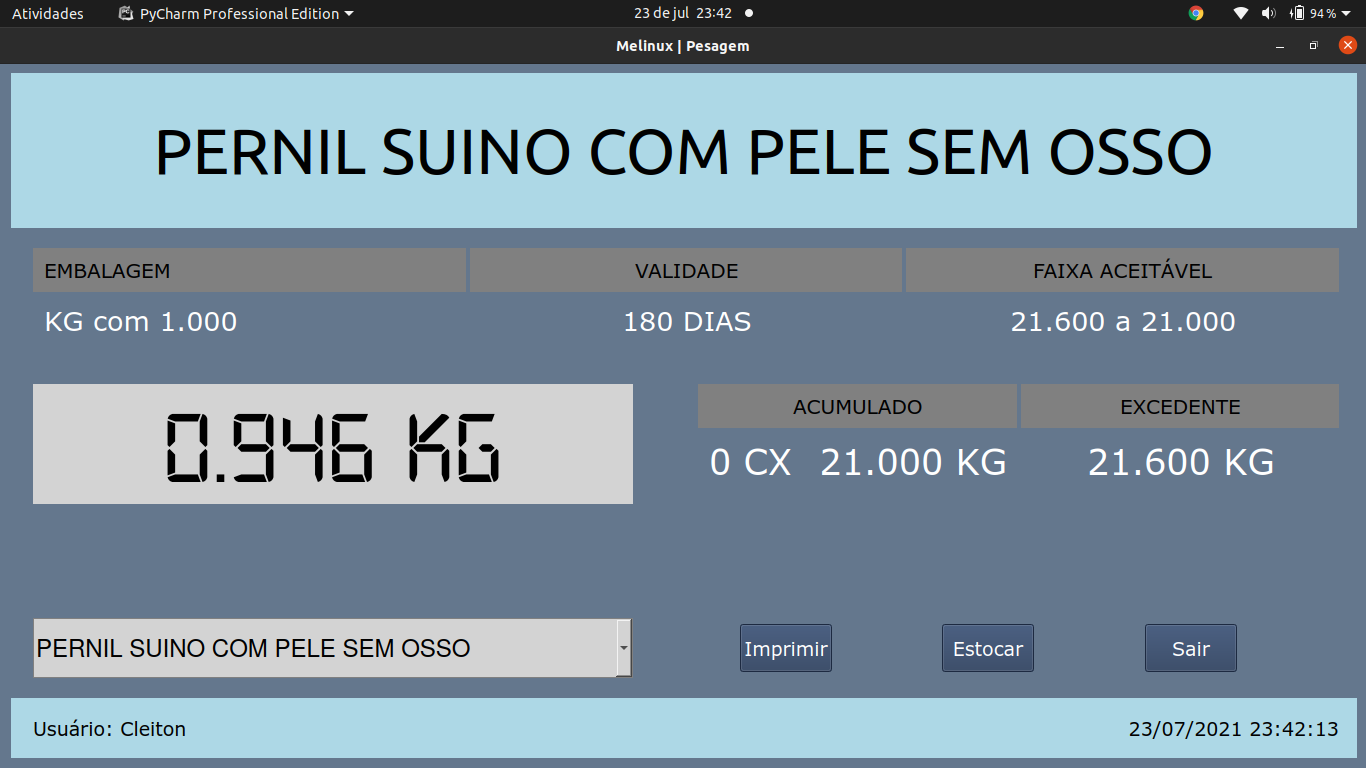 Atividades PyCharm Professional Edition 23 de jul 23:42 94 %
Melinux | Pesagem
PERNIL SUINO COM PELE SEM OSSO
EMBALAGEM VALIDADE FAIXA ACEITÁVEL
KG com 1.000 180 DIAS 21.600 a 21.000
0.946 KG
ACUMULADO EXCEDENTE
0 CX 21.000 KG 21.600 KG
PERNIL SUINO COM PELE SEM OSSO
Imprimir Estocar Sair
Usuário: Cleiton 23/07/2021 23:42:13